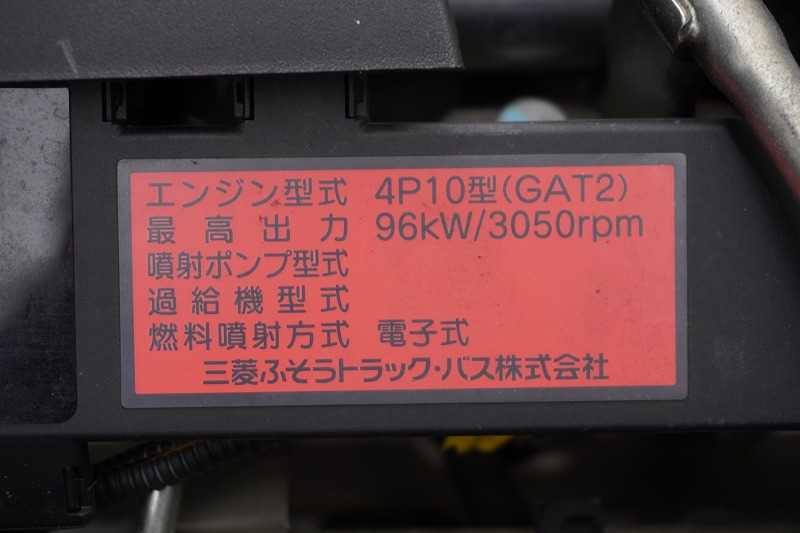 エンジン型式 4P10型(GAT2)
最高出力 96kW/3050rpm
噴射ポンプ型式
過給機型式
燃料噴射方式 電子式
三菱ふそうトラック・バス株式会社